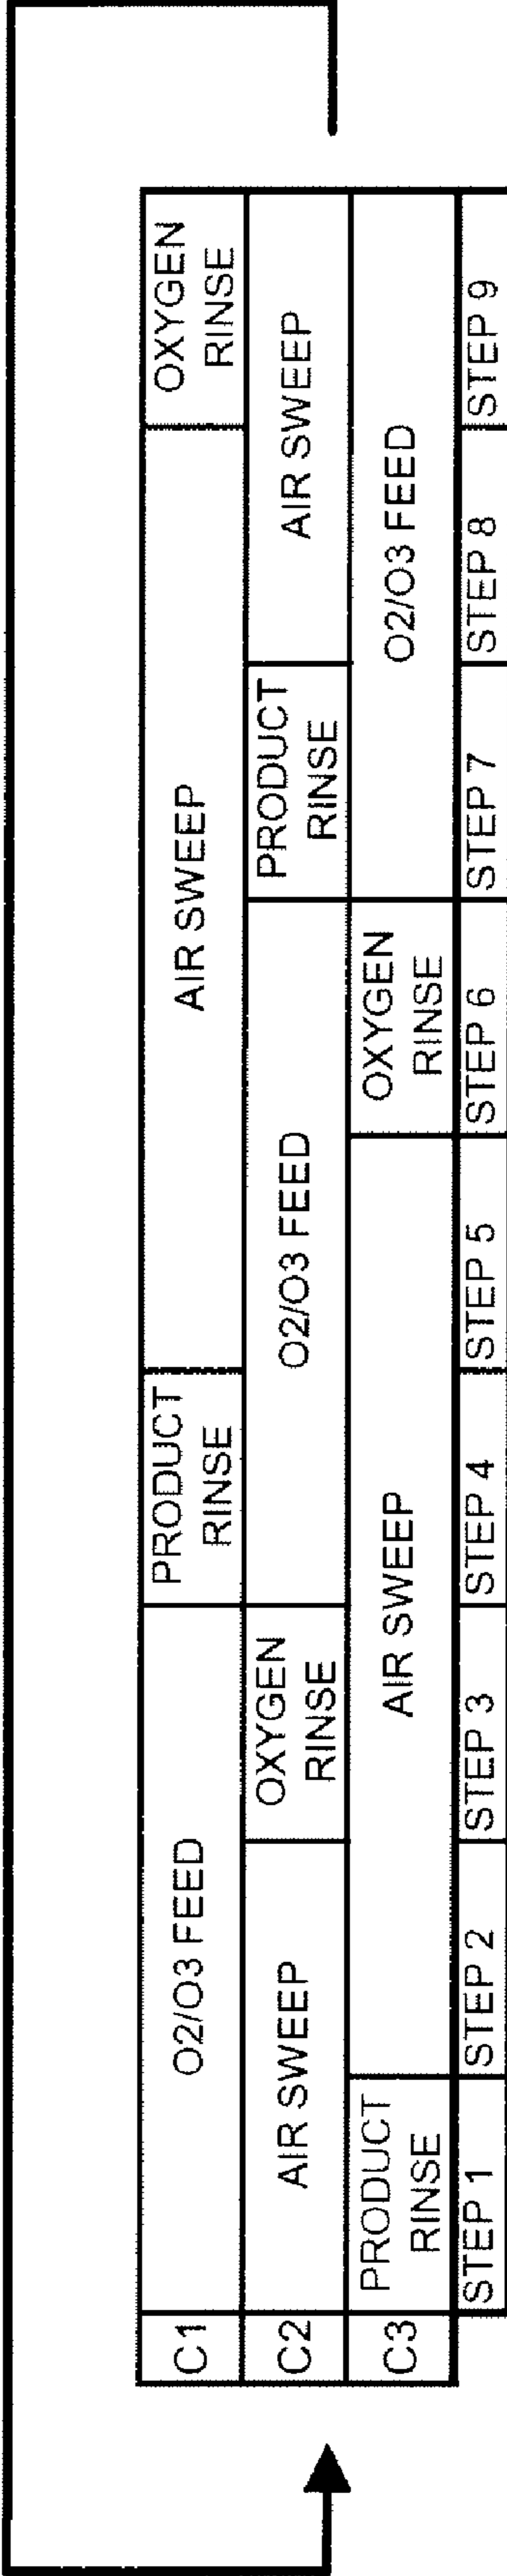 C1
O2/O3 FEED
PRODUCT
RINSE
AIR SWEEP
OXYGEN
RINSE
C2
AIR SWEEP
OXYGEN
RINSE
O2/O3 FEED
PRODUCT
RINSE
AIR SWEEP
C3
PRODUCT
RINSE
AIR SWEEP
OXYGEN
RINSE
O2/O3 FEED
STEP 1
STEP 2
STEP 3
STEP 4
STEP 5
STEP 6
STEP 7
STEP 8
STEP 9